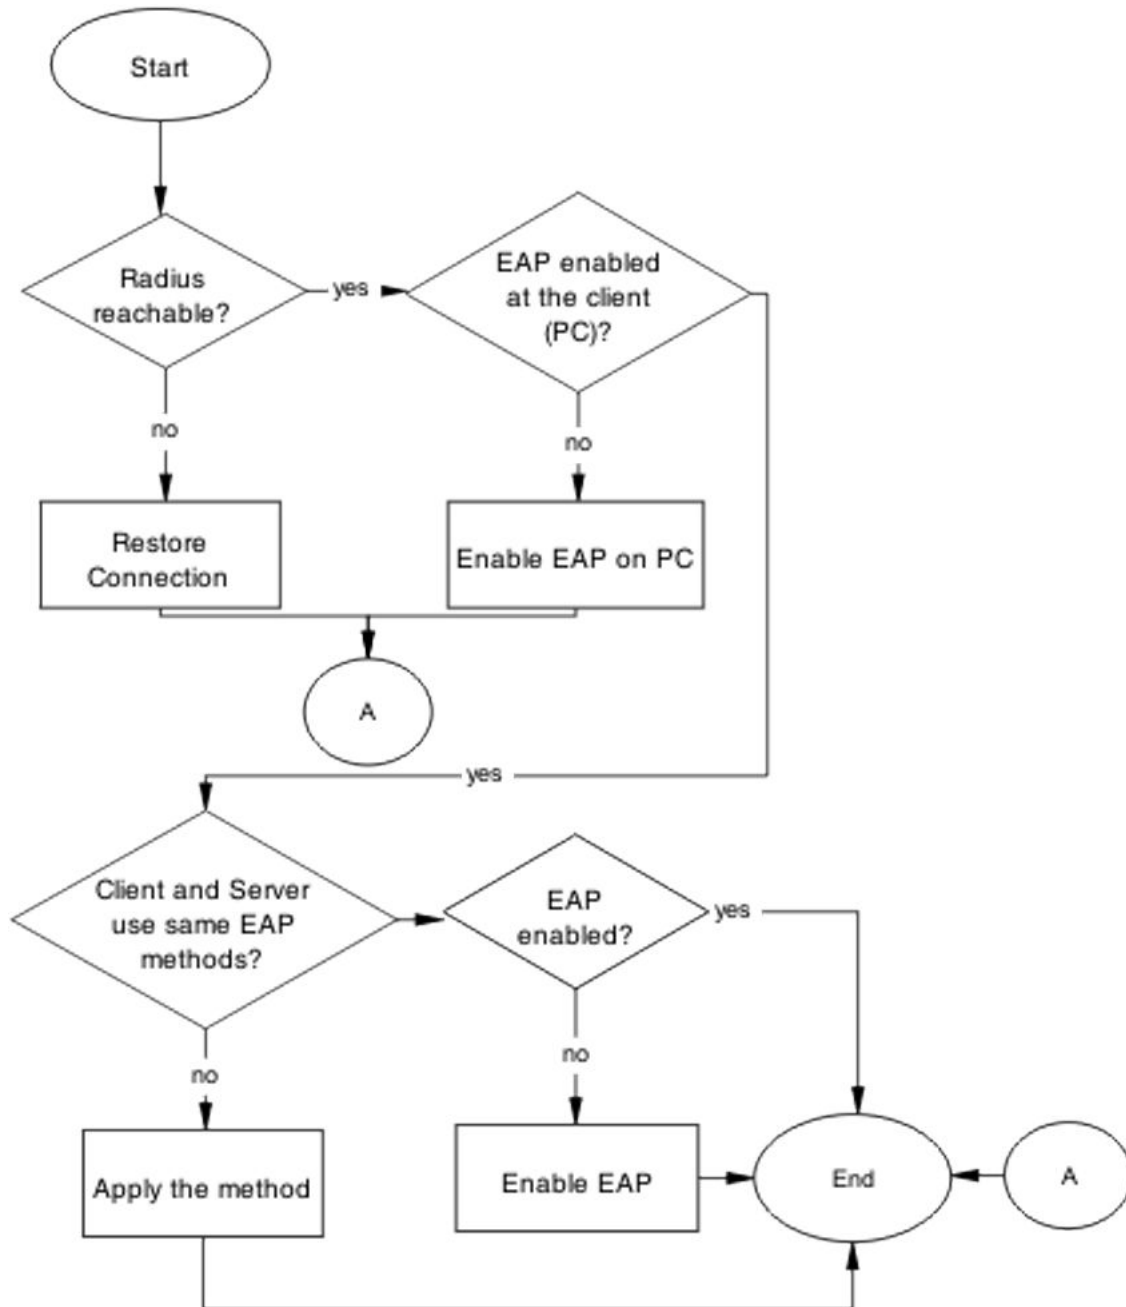 Start
Radius
reachable?
yes
EAP enabled
at the client
(PC)?
no
no
Restore
Connection
Enable EAP on PC
A
yes
Client and Server
use same EAP
methods?
EAP
enabled?
yes
no
no
Apply the method
Enable EAP
End
A